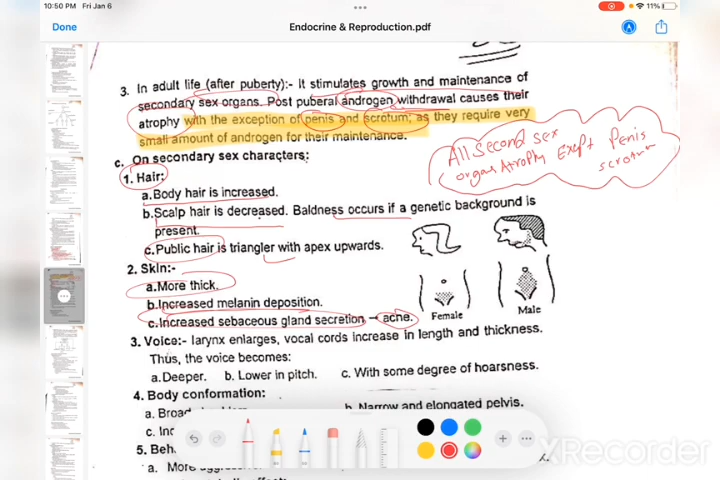 10:50 PM Fri Jan 6
11%
Done
Endocrine & Reproduction.pdf
3. In adult life (after puberty):- It stimulates growth and maintenance of
secondary sex organs. Post puberal androgen withdrawal causes their
atrophy with the exception of penis and scrotum; as they require very
small amount of androgen for their maintenance.
All Second sex
organ Atrophy Exept Penis
scrotum
c. On secondary sex characters:
1. Hair:
a.Body hair is increased.
b.Scalp hair is decreased. Baldness occurs if a genetic background is
present.
c.Public hair is triangler with apex upwards.
2. Skin:-
a.More thick.
b.Increased melanin deposition.
c.Increased sebaceous gland secretion → acne.
Female
Male
3. Voice:- larynx enlarges, vocal cords increase in length and thickness.
Thus, the voice becomes:
a.Deeper. b. Lower in pitch. c. With some degree of hoarsness.
4. Body conformation:
a. Broad
b. Narrow and elongated pelvis.
c. Inc
5. Beh
a. More
XRecorder